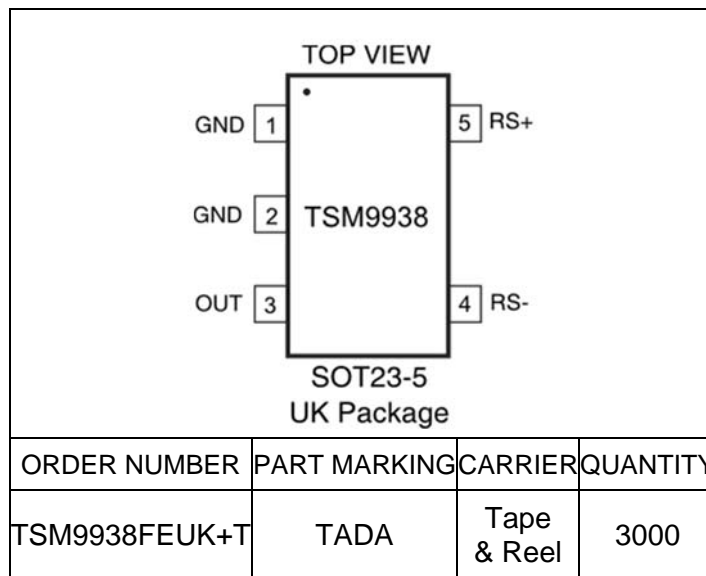 TOP VIEW
GND 1 5 RS+
GND 2 TSM9938
OUT 3 4 RS-
SOT23-5
UK Package
ORDER NUMBER PART MARKING CARRIER QUANTITY
TSM9938FEUK+T TADA Tape & Reel 3000